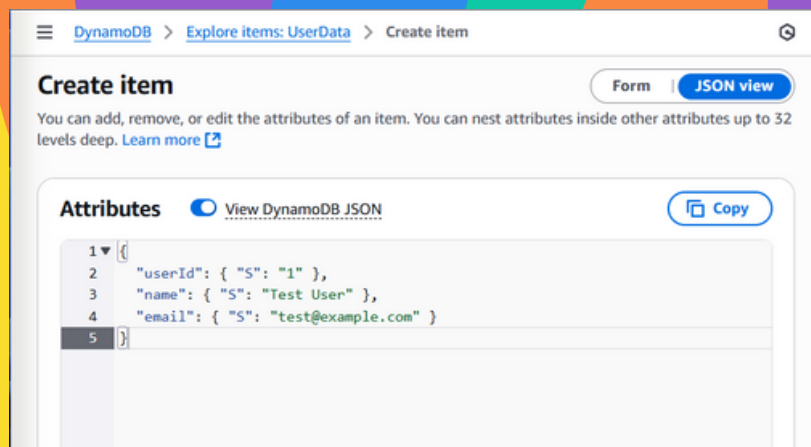 DynamoDB > Explore items: UserData > Create item
Create item
Form | JSON view
You can add, remove, or edit the attributes of an item. You can nest attributes inside other attributes up to 32
levels deep. Learn more
Attributes View DynamoDB JSON Copy
1 {
2 "userId": { "S": "1" },
3 "name": { "S": "Test User" },
4 "email": { "S": "test@example.com" }
5 }